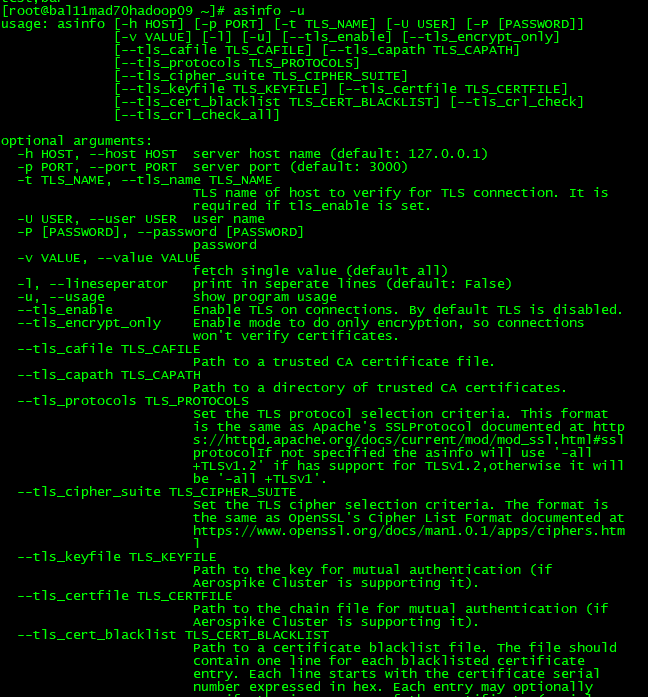 [root@bal11mad70hadoop09 ~]# asinfo -u
usage: asinfo [-h HOST] [-p PORT] [-t TLS_NAME] [-U USER] [-P [PASSWORD]]
[-v VALUE] [-l] [-u] [--tls_enable] [--tls_encrypt_only]
[--tls_cafile TLS_CAFILE] [--tls_capath TLS_CAPATH]
[--tls_protocols TLS_PROTOCOLS]
[--tls_cipher_suite TLS_CIPHER_SUITE]
[--tls_keyfile TLS_KEYFILE] [--tls_certfile TLS_CERTFILE]
[--tls_cert_blacklist TLS_CERT_BLACKLIST] [--tls_crl_check]
[--tls_crl_check_all]
optional arguments:
-h HOST, --host HOST  server host name (default: 127.0.0.1)
-p PORT, --port PORT  server port (default: 3000)
-t TLS_NAME, --tls_name TLS_NAME
TLS name of host to verify for TLS connection. It is
required if tls_enable is set.
-U USER, --user USER  user name
-P [PASSWORD], --password [PASSWORD]
password
-v VALUE, --value VALUE
fetch single value (default all)
-l, --lineseperator   print in seperate lines (default: False)
-u, --usage           show program usage
--tls_enable          Enable TLS on connections. By default TLS is disabled.
--tls_encrypt_only    Enable mode to do only encryption, so connections
won't verify certificates.
--tls_cafile TLS_CAFILE
Path to a trusted CA certificate file.
--tls_capath TLS_CAPATH
Path to a directory of trusted CA certificates.
--tls_protocols TLS_PROTOCOLS
Set the TLS protocol selection criteria. This format
is the same as Apache's SSLProtocol documented at http
s://httpd.apache.org/docs/current/mod/mod_ssl.html#ssl
protocolIf not specified the asinfo will use '-all
+TLSv1.2' if has support for TLSv1.2,otherwise it will
be '-all +TLSv1'.
--tls_cipher_suite TLS_CIPHER_SUITE
Set the TLS cipher selection criteria. The format is
the same as OpenSSL's Cipher List Format documented at
https://www.openssl.org/docs/man1.0.1/apps/ciphers.htm
l
--tls_keyfile TLS_KEYFILE
Path to the key for mutual authentication (if
Aerospike Cluster is supporting it).
--tls_certfile TLS_CERTFILE
Path to the chain file for mutual authentication (if
Aerospike Cluster is supporting it).
--tls_cert_blacklist TLS_CERT_BLACKLIST
Path to a certificate blacklist file. The file should
contain one line for each blacklisted certificate
entry. Each line starts with the certificate serial
number expressed in hex. Each entry may optionally